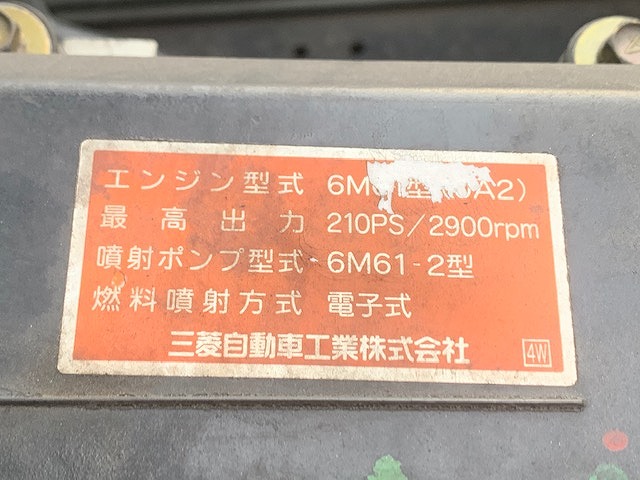 エンジン型式 6M 型 A2)
最高出力 210PS/2900rpm
噴射ポンプ型式 6M61-2型
燃料噴射方式 電子式
三菱自動車工業株式会社 4W